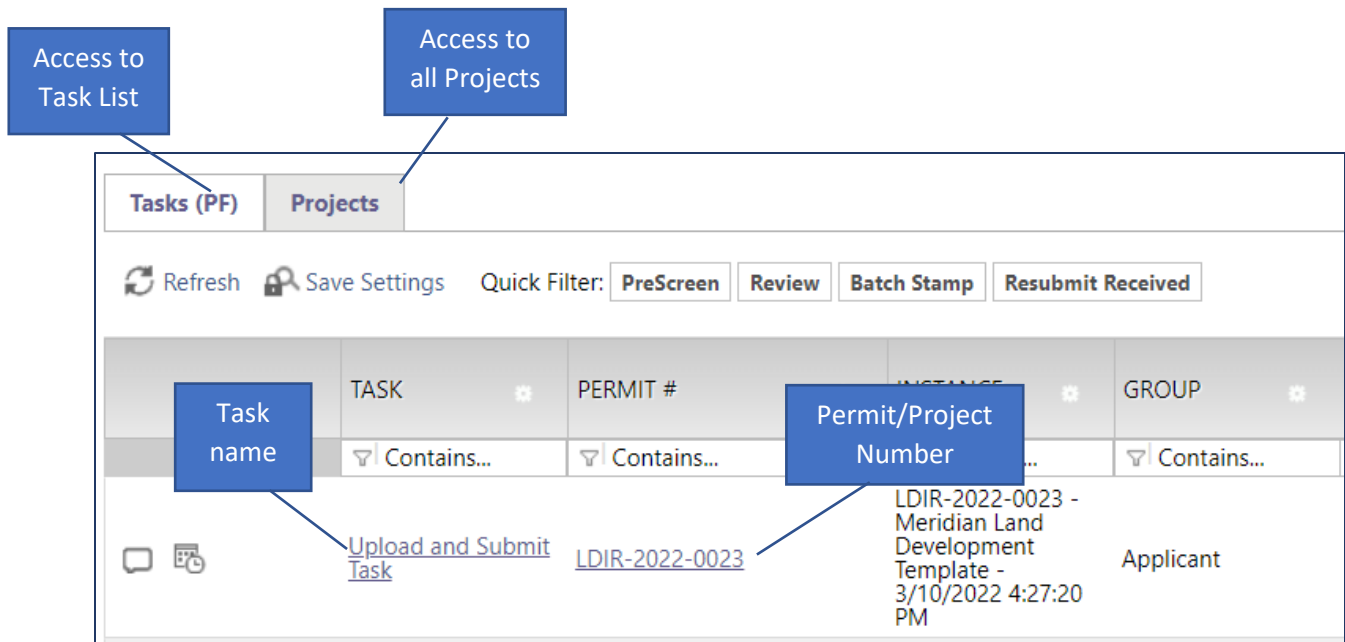 Access to
Task List
Access to
all Projects
Tasks (PF) Projects
Refresh Save Settings Quick Filter: PreScreen Review Batch Stamp Resubmit Received
TASK PERMIT # GROUP
Task
name
Permit/Project
Number
Contains... Contains... ... Contains...
Upload and Submit
Task
LDIR-2022-0023
LDIR-2022-0023 -
Meridian Land
Development
Template -
3/10/2022 4:27:20
PM
Applicant